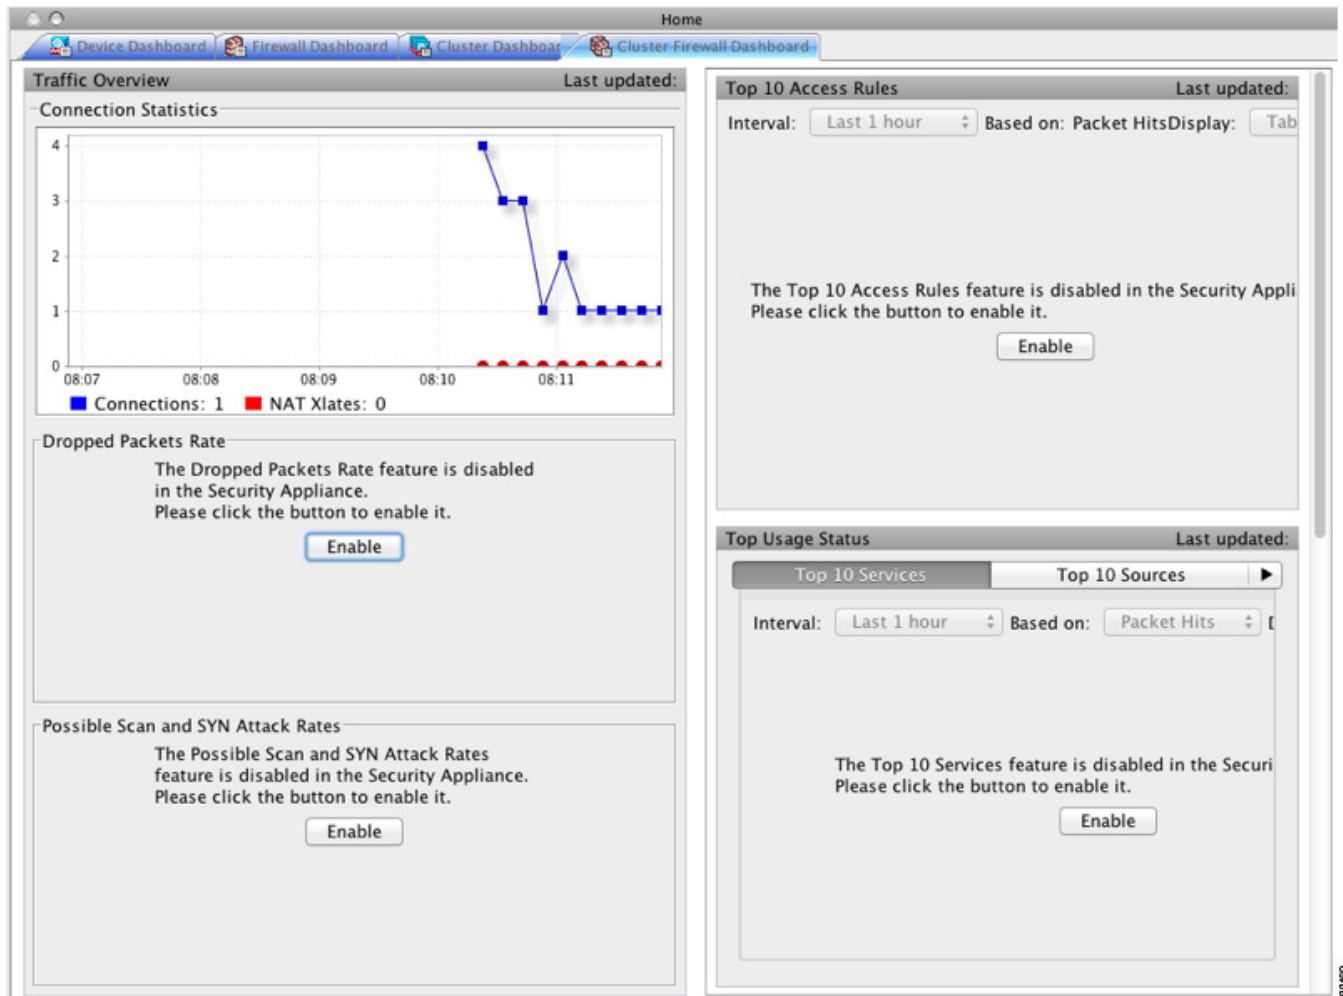 Home
Device Dashboard
Firewall Dashboard
Cluster Dashboar
Cluster Firewall Dashboard
Traffic Overview
Last updated:
Connection Statistics
4
3
2
1
0
08:07
08:08
08:09
08:10
08:11
Connections: 1
NAT Xlates: 0
Dropped Packets Rate
The Dropped Packets Rate feature is disabled
in the Security Appliance.
Please click the button to enable it.
Enable
Possible Scan and SYN Attack Rates
The Possible Scan and SYN Attack Rates
feature is disabled in the Security Appliance.
Please click the button to enable it.
Enable
Top 10 Access Rules
Last updated:
Interval:
Last 1 hour
Based on: Packet HitsDisplay:
Tab
The Top 10 Access Rules feature is disabled in the Security Appli
Please click the button to enable it.
Enable
Top Usage Status
Last updated:
Top 10 Services
Top 10 Sources
Interval:
Last 1 hour
Based on:
Packet Hits
The Top 10 Services feature is disabled in the Securi
Please click the button to enable it.
Enable